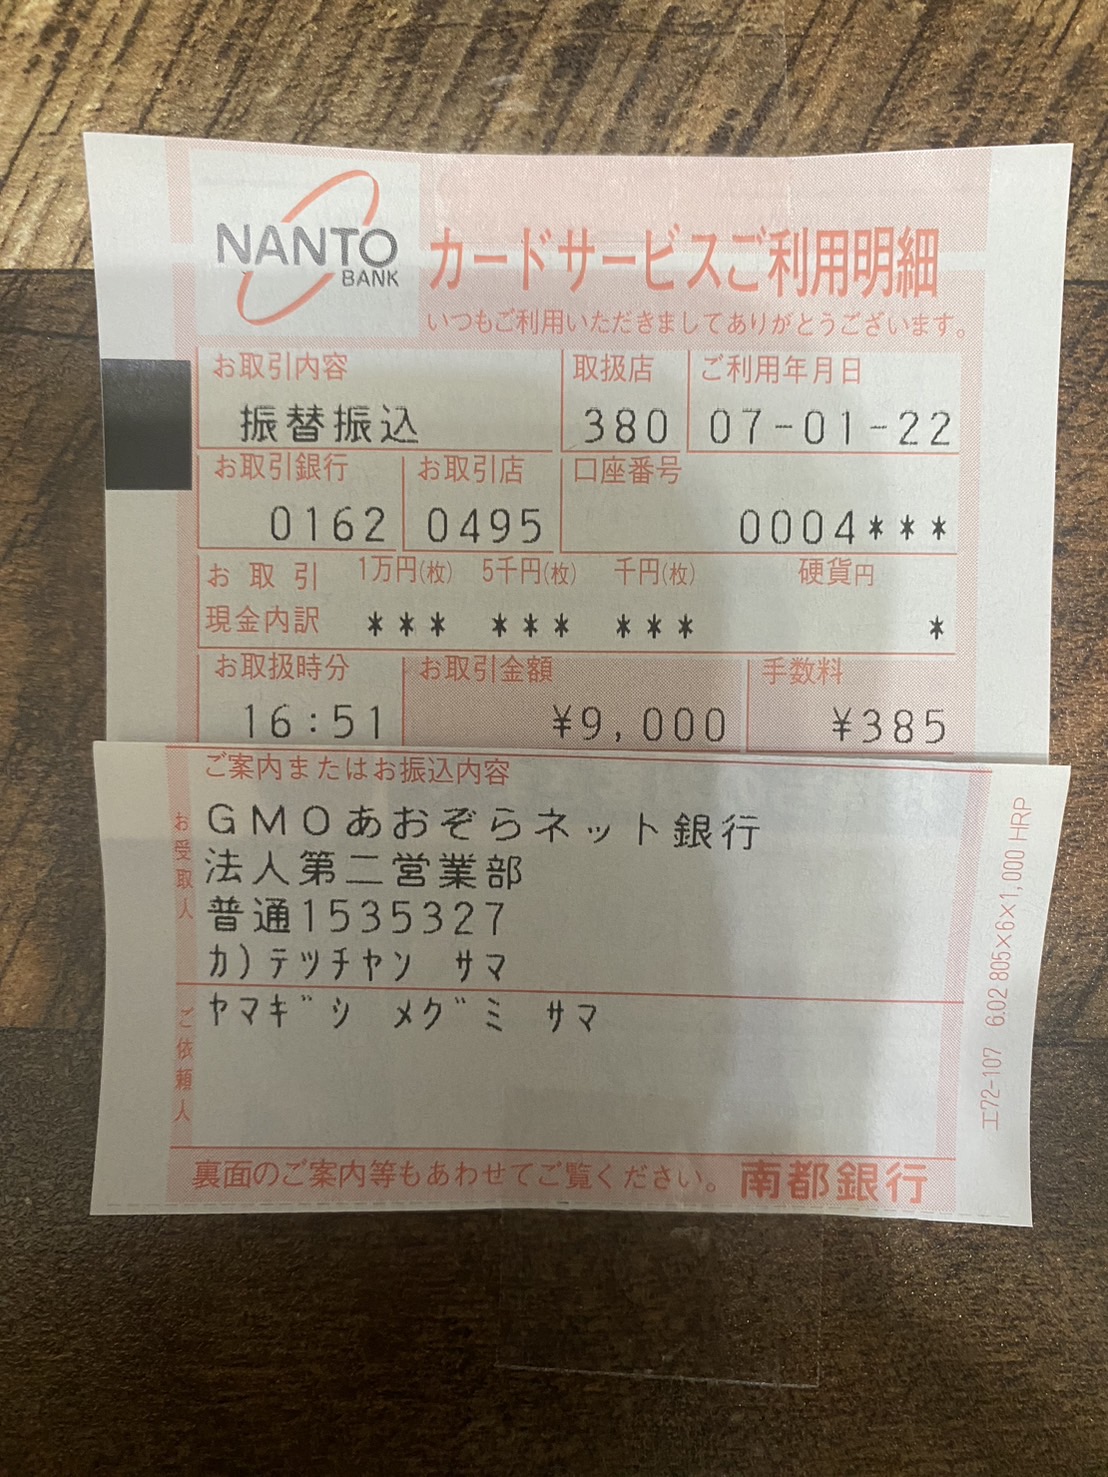 NANTO
BANK
カードサービスご利用明細
いつもご利用いただきましてありがとうございます。
お取引内容 取扱店 ご利用年月日
振替振込 380 07-01-22
お取引銀行 お取引店 口座番号
0162 0495 0004***
お取引 1万円(枚) 5千円(枚) 千円(枚) 硬貨円
現金内訳 *** *** *** *
お取扱時分 お取引金額 手数料
16:51 ¥9,000 ¥385
ご案内またはお振込内容
お受取人
GMOあおぞらネット銀行
法人第二営業部
普通1535327
カ)テツチヤン サマ
ご依頼人
ヤマギシ メグミ サマ
裏面のご案内等もあわせてご覧ください。 南都銀行
エ72-107 6.02 805×6×1,000 HRP